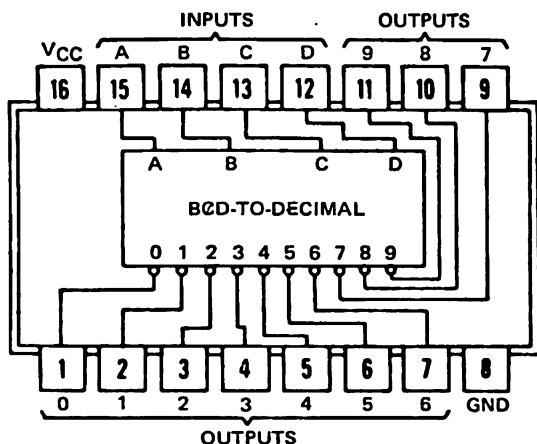 INPUTS OUTPUTS
VCC A B C D 9 8 7
16 15 14 13 12 11 10 9
A B C D
BCD-TO-DECIMAL
0 1 2 3 4 5 6 7 8 9
1 2 3 4 5 6 7 8
0 1 2 3 4 5 6 GND
OUTPUTS